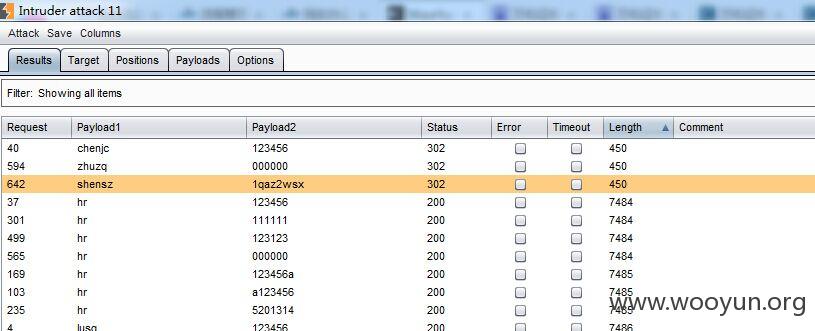 Intruder attack 11
Attack Save Columns
Results Target Positions Payloads Options
Filter: Showing all items
Request Payload1 Payload2 Status Error Timeout Length Comment
40 chenjc 123456 302 450
594 zhuzq 000000 302 450
642 shensz 1qaz2wsx 302 450
37 hr 123456 200 7484
301 hr 111111 200 7484
499 hr 123123 200 7484
565 hr 000000 200 7484
169 hr 123456a 200 7485
103 hr a123456 200 7485
235 hr 5201314 200 7485
4 lusg 123456 200 7486
www.wooyun.org